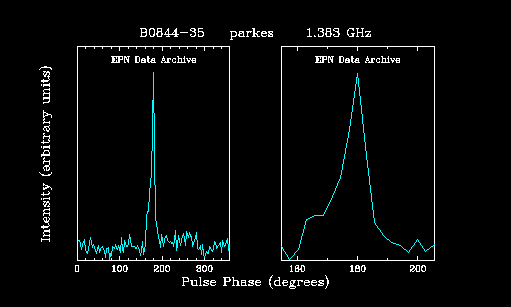 B0844-35 parkes 1.383 GHz
EPN Data Archive EPN Data Archive
Intensity (arbitrary units)
0 100 200 300 160 180 200
Pulse Phase (degrees)